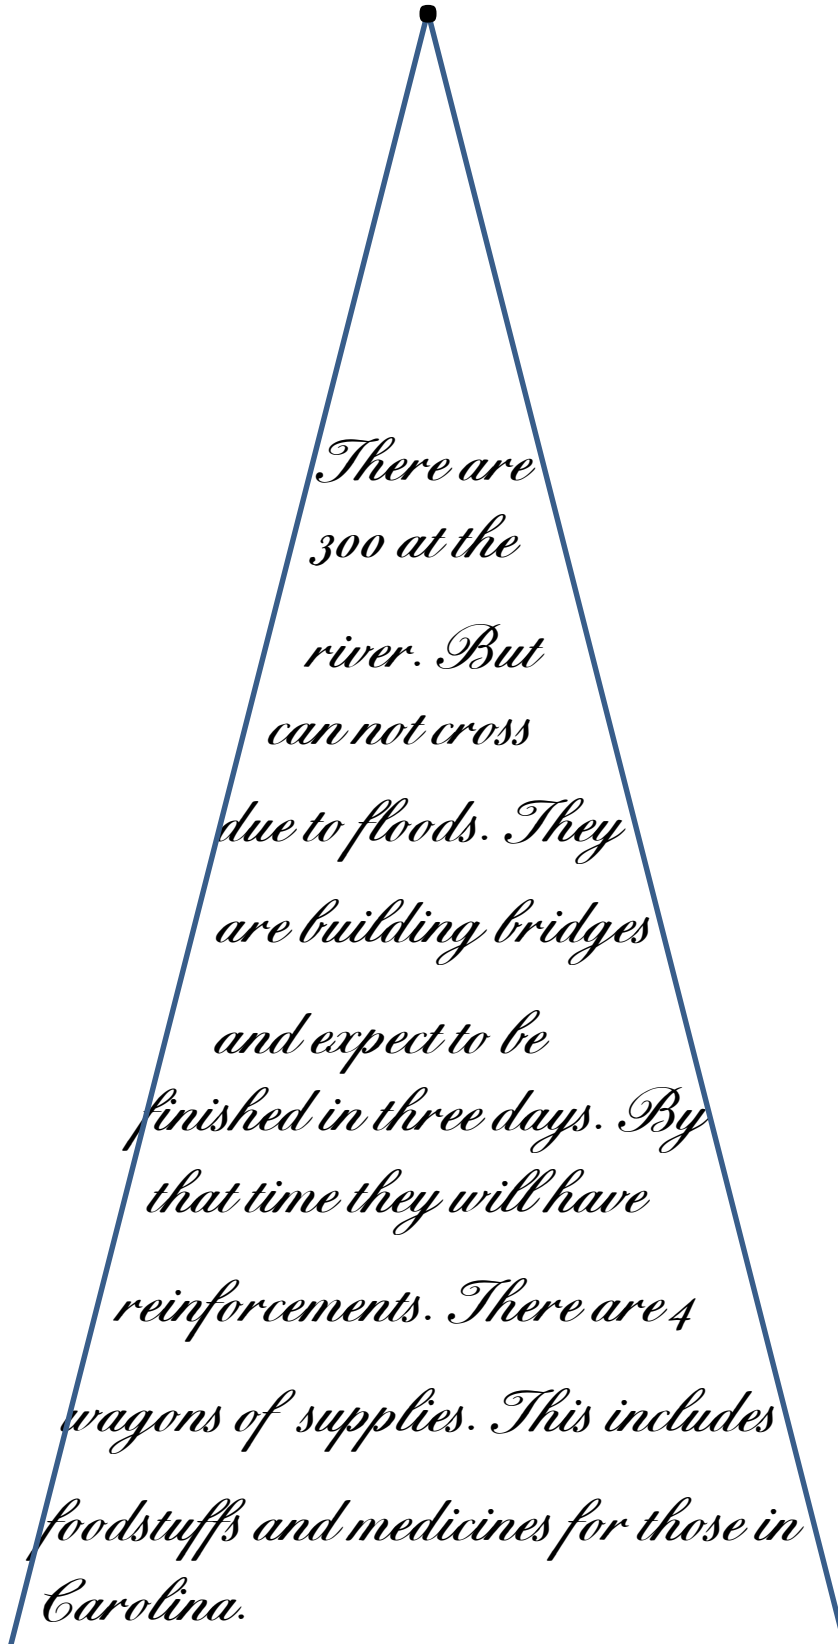 There are
300 at the
river. But
can not cross
due to floods. They
are building bridges
and expect to be
finished in three days. By
that time they will have
reinforcements. There are 4
wagons of supplies. This includes
foodstuffs and medicines for those in
Carolina.